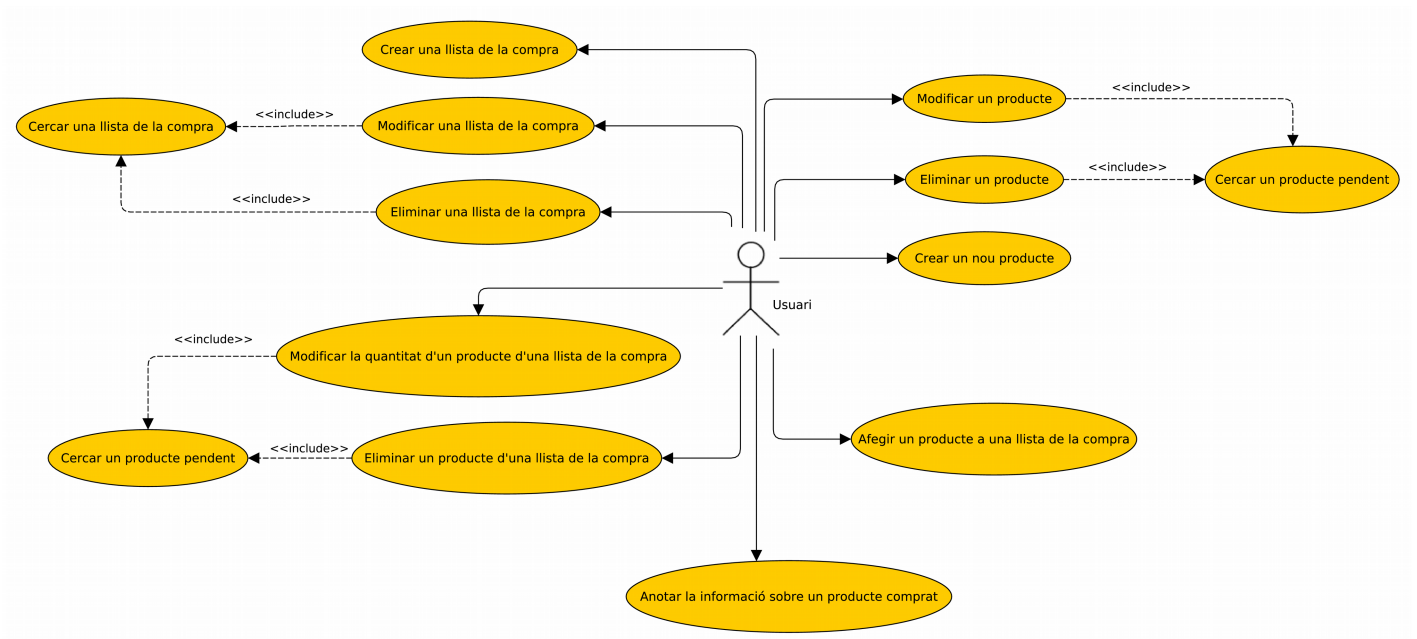 Crear una llista de la compra
Modificar un producte
<<include>>
Cercar una llista de la compra
<<include>>
Modificar una llista de la compra
Eliminar un producte
<<include>>
Cercar un producte pendent
<<include>>
Eliminar una llista de la compra
Crear un nou producte
Usuari
<<include>>
Modificar la quantitat d'un producte d'una llista de la compra
Afegir un producte a una llista de la compra
Cercar un producte pendent
<<include>>
Eliminar un producte d'una llista de la compra
Anotar la informació sobre un producte comprat